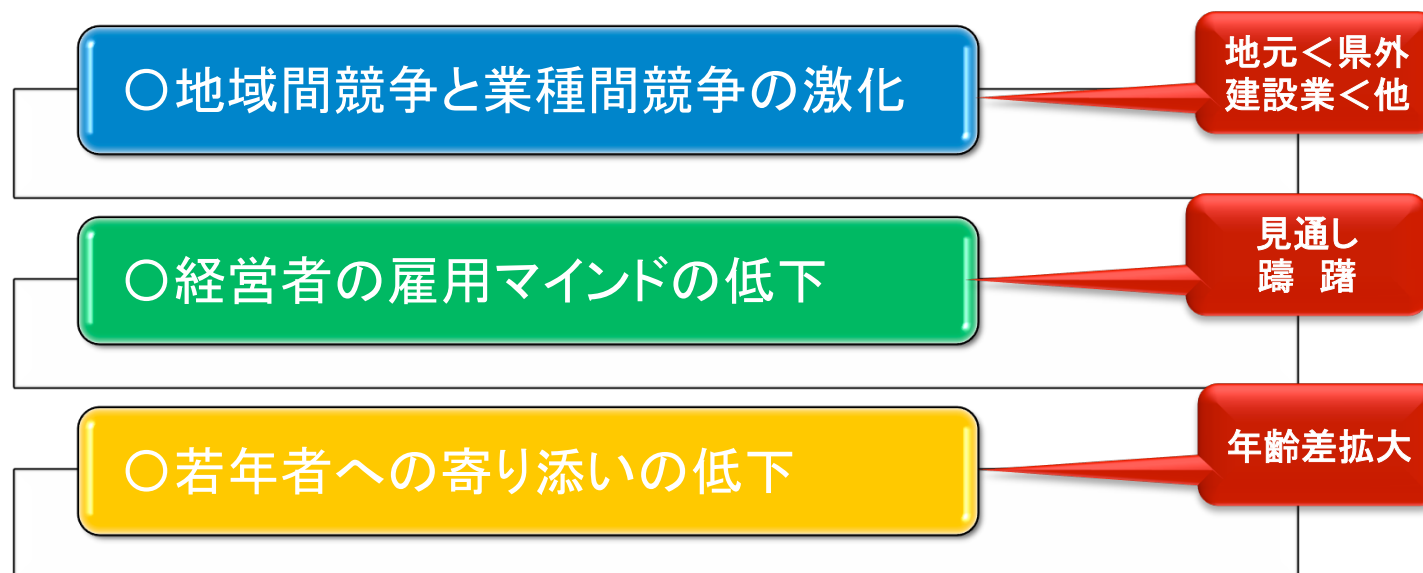 ○地域間競争と業種間競争の激化
地元＜県外
建設業＜他
○経営者の雇用マインドの低下
見通し
躊　躇
○若年者への寄り添いの低下
年齢差拡大